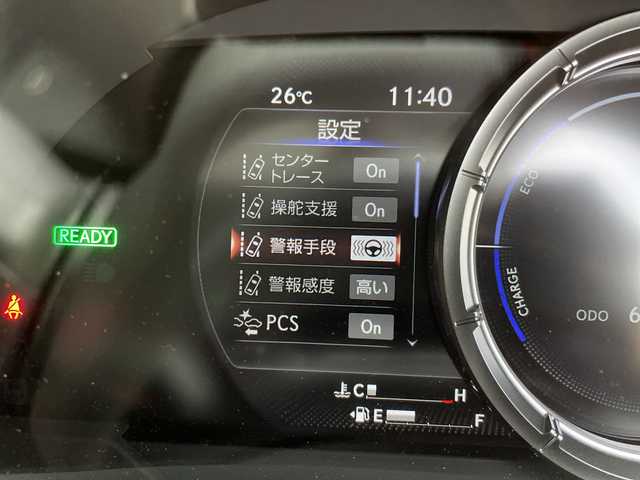 26℃ 11:40
設定
センター
トレース On
操舵支援 On
READY
警報手段
警報感度 高い
PCS On
ECO
CHARGE
ODO 6
C H
E F